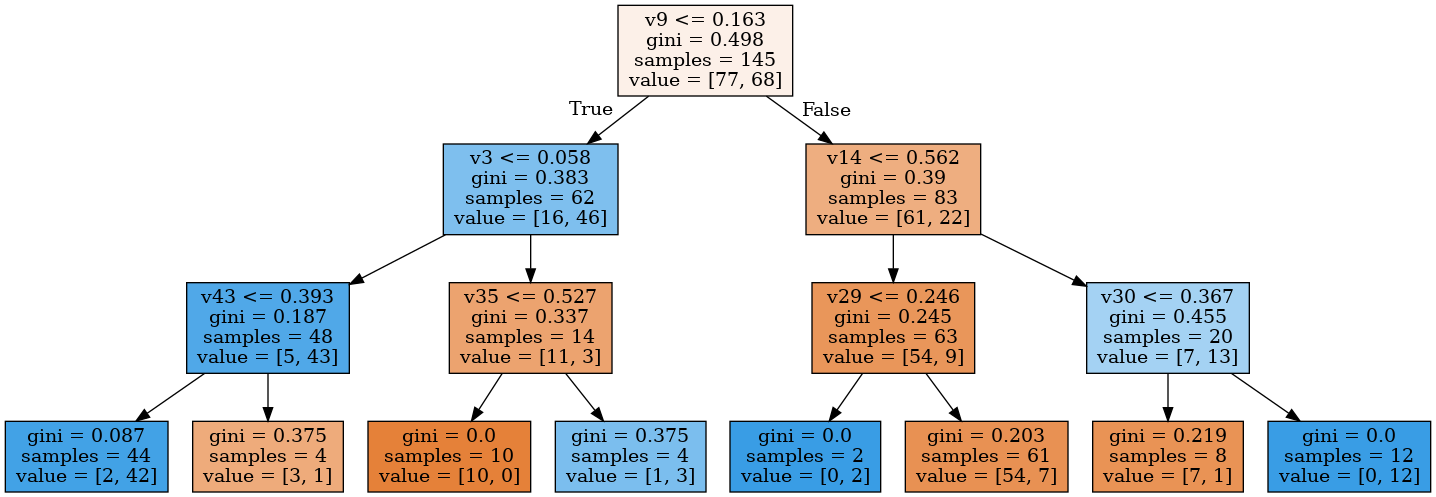 v9 <= 0.163
gini = 0.498
samples = 145
value = [77, 68]
True
False
v3 <= 0.058
gini = 0.383
samples = 62
value = [16, 46]
v14 <= 0.562
gini = 0.39
samples = 83
value = [61, 22]
v43 <= 0.393
gini = 0.187
samples = 48
value = [5, 43]
v35 <= 0.527
gini = 0.337
samples = 14
value = [11, 3]
v29 <= 0.246
gini = 0.245
samples = 63
value = [54, 9]
v30 <= 0.367
gini = 0.455
samples = 20
value = [7, 13]
gini = 0.087
samples = 44
value = [2, 42]
gini = 0.375
samples = 4
value = [3, 1]
gini = 0.0
samples = 10
value = [10, 0]
gini = 0.375
samples = 4
value = [1, 3]
gini = 0.0
samples = 2
value = [0, 2]
gini = 0.203
samples = 61
value = [54, 7]
gini = 0.219
samples = 8
value = [7, 1]
gini = 0.0
samples = 12
value = [0, 12]